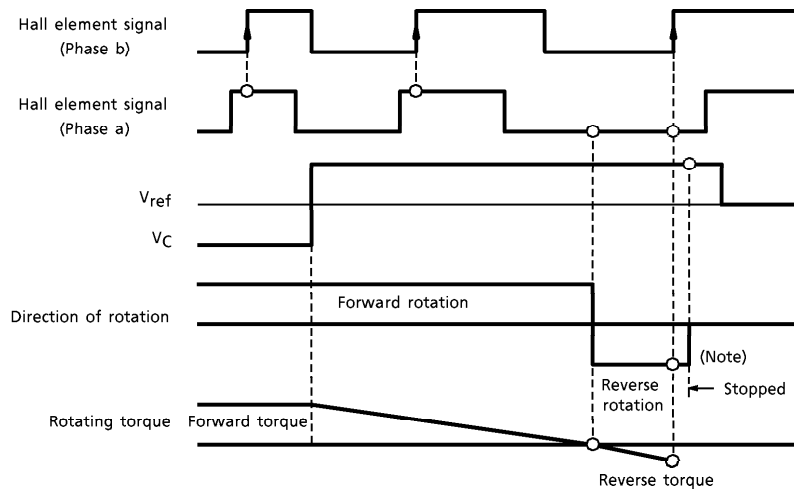 Hall element signal
(Phase b)
Hall element signal
(Phase a)
Vref
VC
Direction of rotation
Forward rotation
(Note)
Reverse
rotation
Stopped
Rotating torque
Forward torque
Reverse torque